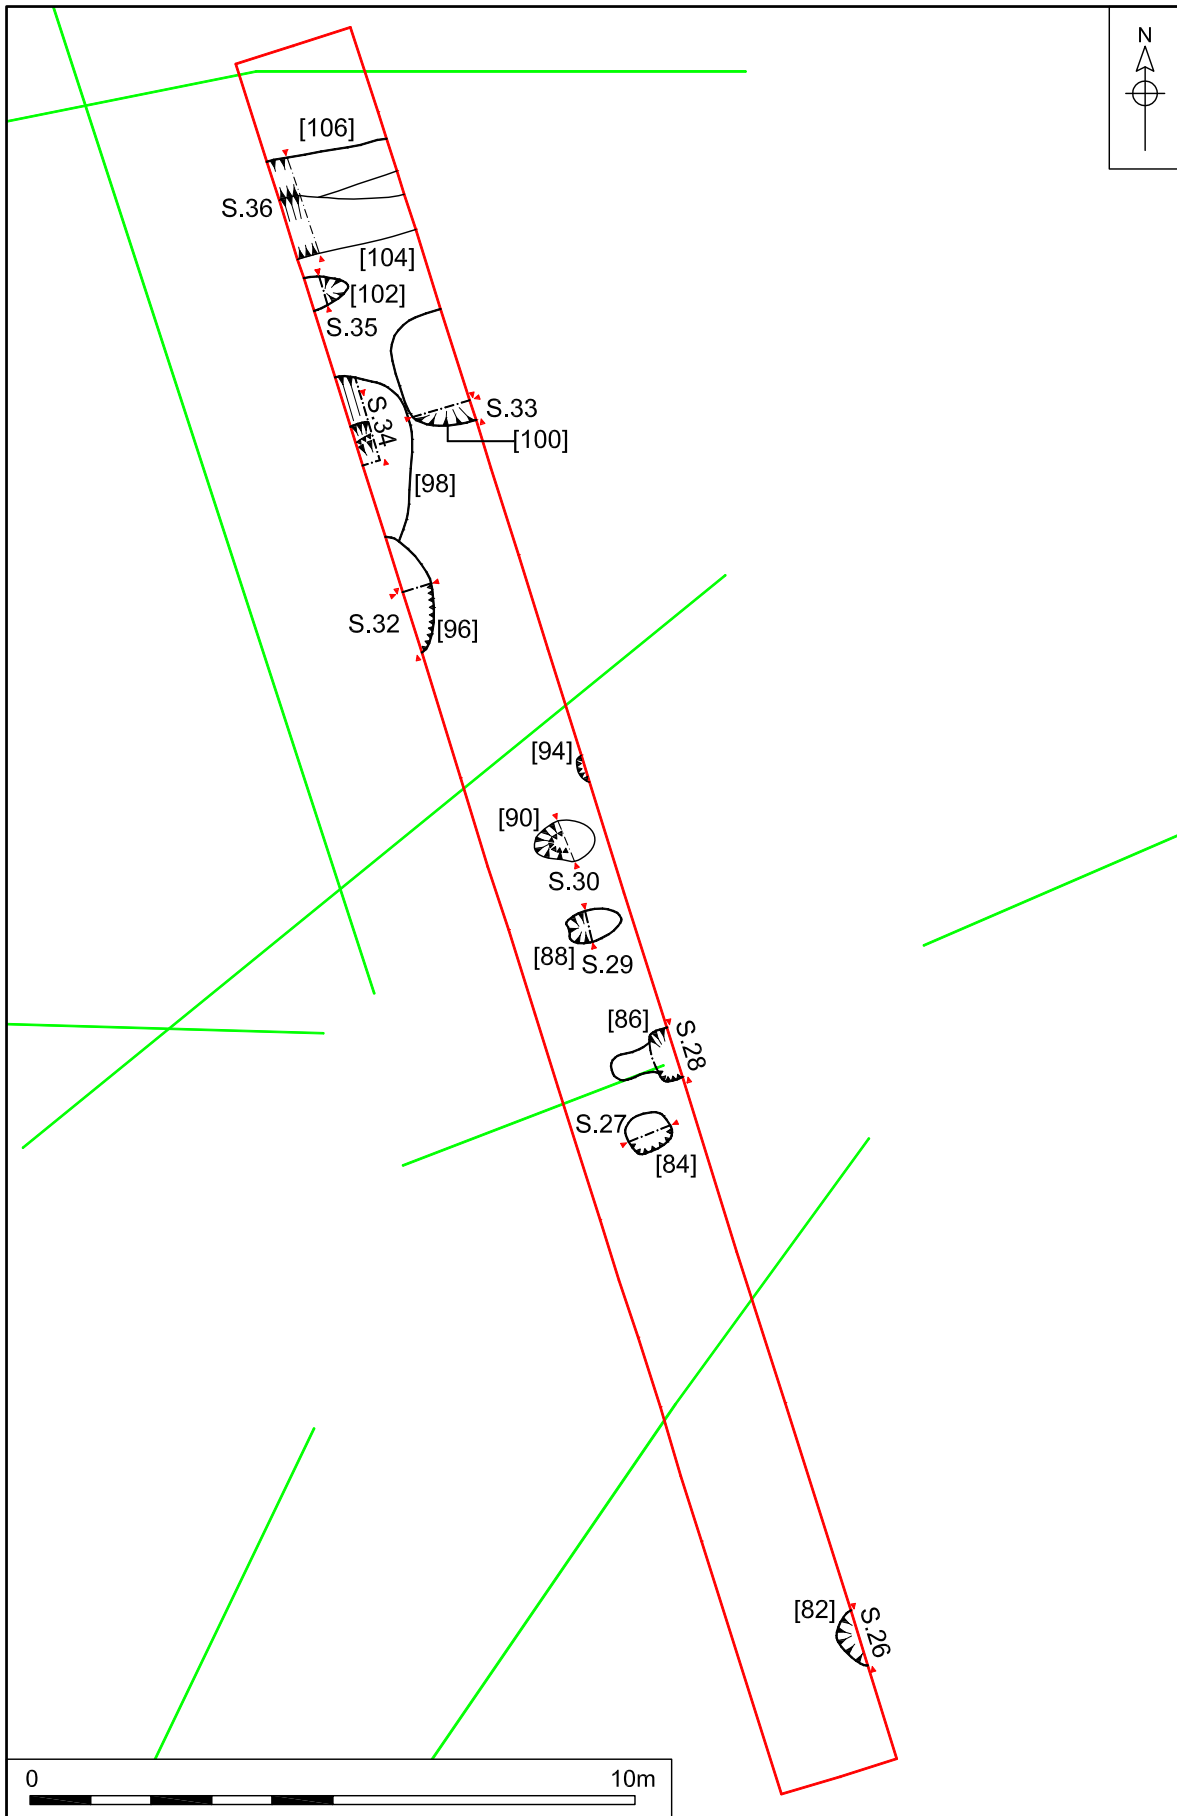 N
[106]
S.36
[104]
[102]
S.35
S.33
S.34
[100]
[98]
S.32
[96]
[94]
[90]
S.30
[88]
S.29
[86]
S.28
S.27
[84]
[82]
S.26
0
10m